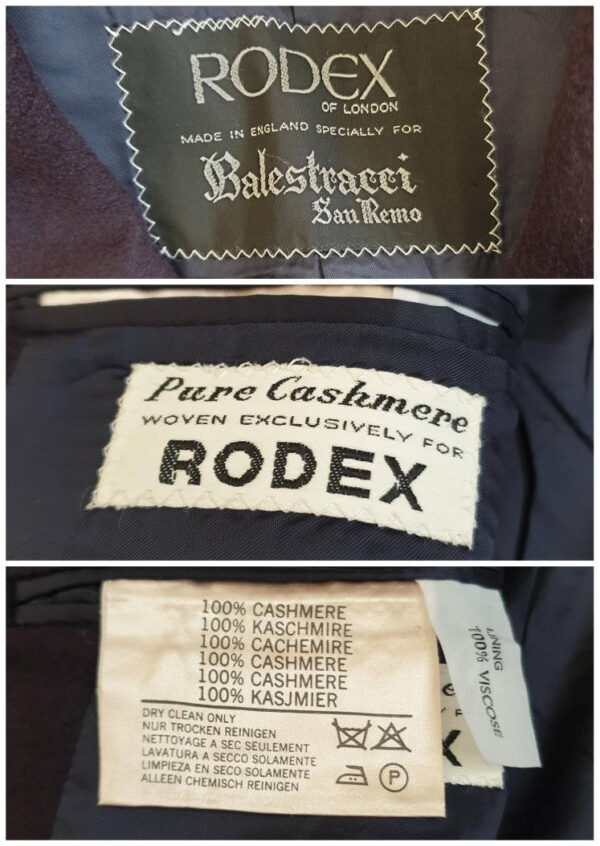 RODEX
OF LONDON
MADE IN ENGLAND SPECIALLY FOR
Balestracci
San Remo
Pure Cashmere
WOVEN EXCLUSIVELY FOR
RODEX
100% CASHMERE
100% KASCHMIRE
100% CACHEMIRE
100% CASHMERE
100% CASHMERE
100% KASJMIER
DRY CLEAN ONLY
NUR TROCKEN REINIGEN
NETTOYAGE A SEC SEULEMENT
LAVATURA A SECCO SOLAMENTE
LIMPIEZA EN SECO SOLAMENTE
ALLEEN CHEMISCH REINIGEN
P
LINING
100% VISCOSE
X